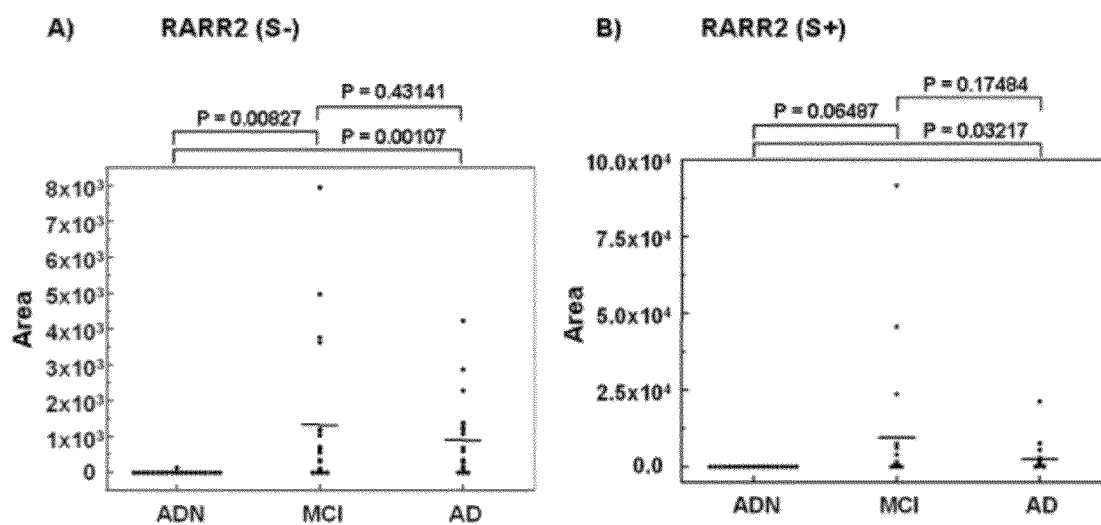 A) RARR2 (S-)
P = 0.43141
P = 0.00827
P = 0.00107
8x10³
7x10³
6x10³
5x10³
4x10³
3x10³
2x10³
1x10³
0
Area
ADN MCI AD
B) RARR2 (S+)
P = 0.17484
P = 0.06487
P = 0.03217
10.0x10⁴
7.5x10⁴
5.0x10⁴
2.5x10⁴
0.0
Area
ADN MCI AD